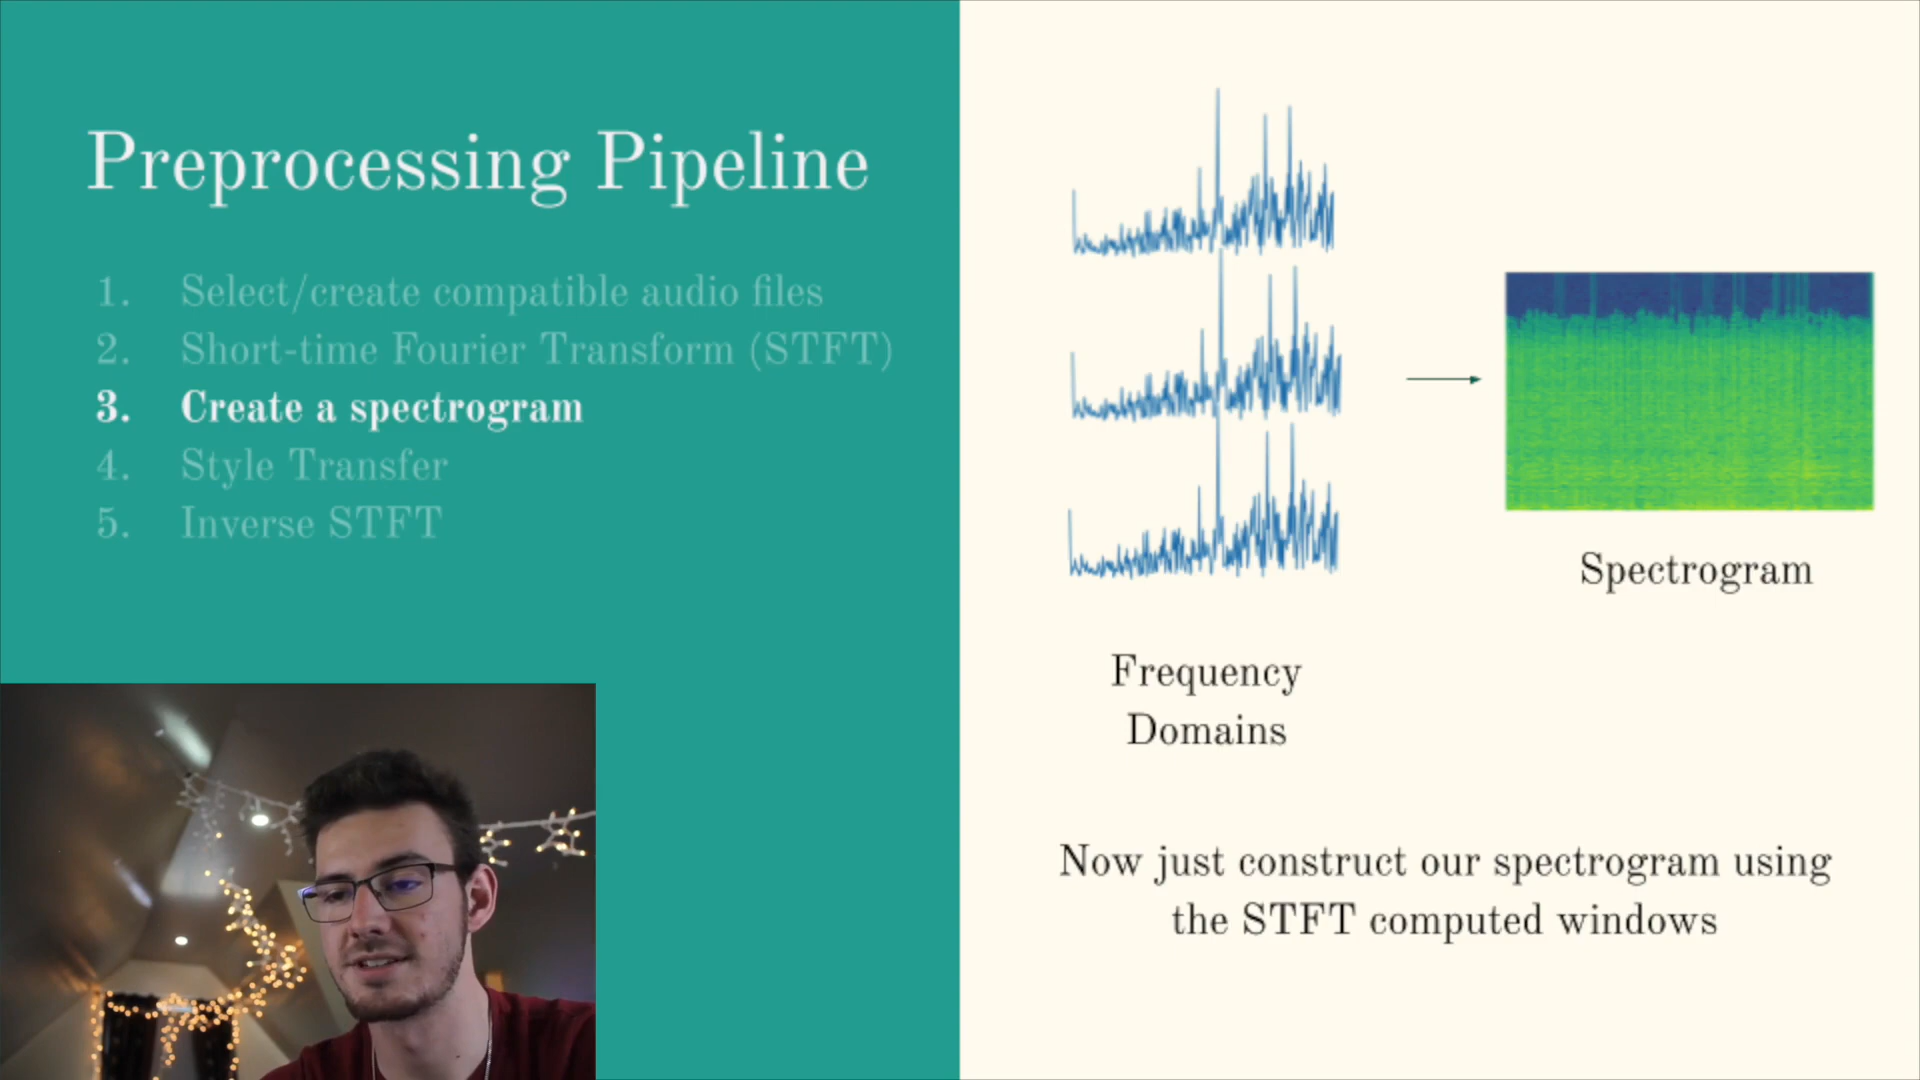 Preprocessing Pipeline
1. Select/create compatible audio files
2. Short-time Fourier Transform (STFT)
3. Create a spectrogram
4. Style Transfer
5. Inverse STFT
Spectrogram
Frequency
Domains
Now just construct our spectrogram using
the STFT computed windows